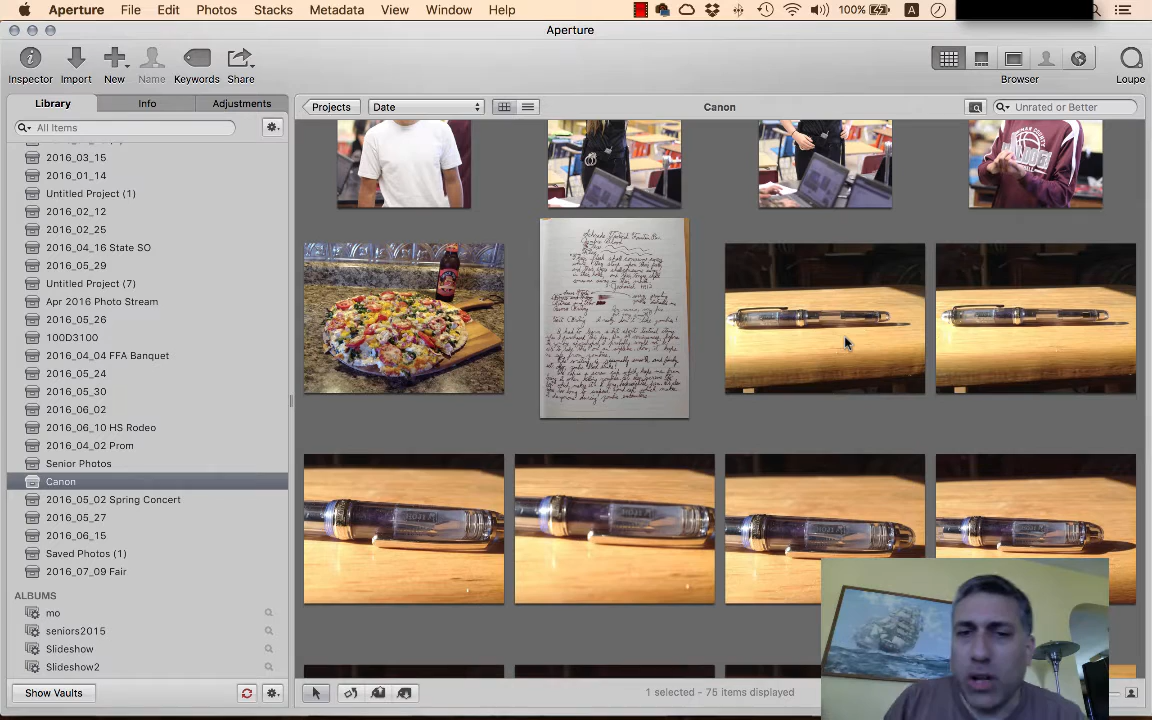 Aperture File Edit Photos Stacks Metadata View Window Help 100% A
Aperture
Inspector Import New Name Keywords Share Browser Loupe
Library Info Adjustments Projects Date Canon Unrated or Better
All Items
2016_03_15
2016_01_14
Untitled Project (1)
2016_02_12
2016_02_25
2016_04_16 State SO
2016_05_29
Untitled Project (7)
Apr 2016 Photo Stream
2016_05_26
100D3100
2016_04_04 FFA Banquet
2016_05_24
2016_05_30
2016_06_02
2016_06_10 HS Rodeo
2016_04_02 Prom
Senior Photos
Canon
2016_05_02 Spring Concert
2016_05_27
2016_06_15
Saved Photos (1)
2016_07_09 Fair
ALBUMS
mo
seniors2015
Slideshow
Slideshow2
Show Vaults 1 selected - 75 items displayed